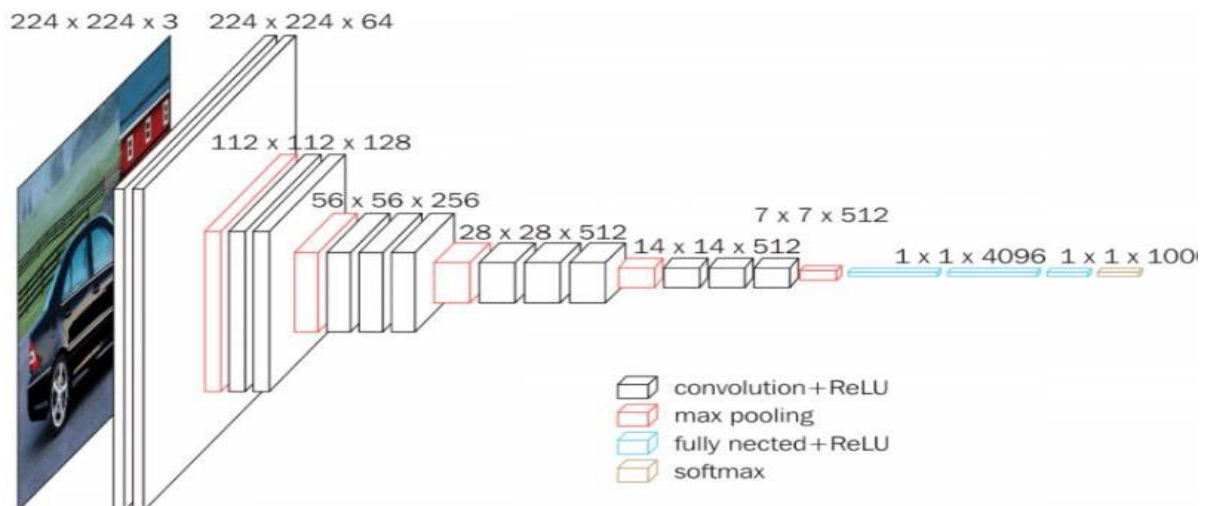 224 x 224 x 3
224 x 224 x 64
112 x 112 x 128
56 x 56 x 256
28 x 28 x 512
14 x 14 x 512
7 x 7 x 512
1 x 1 x 4096
1 x 1 x 100
convolution+ReLU
max pooling
fully nected+ReLU
softmax